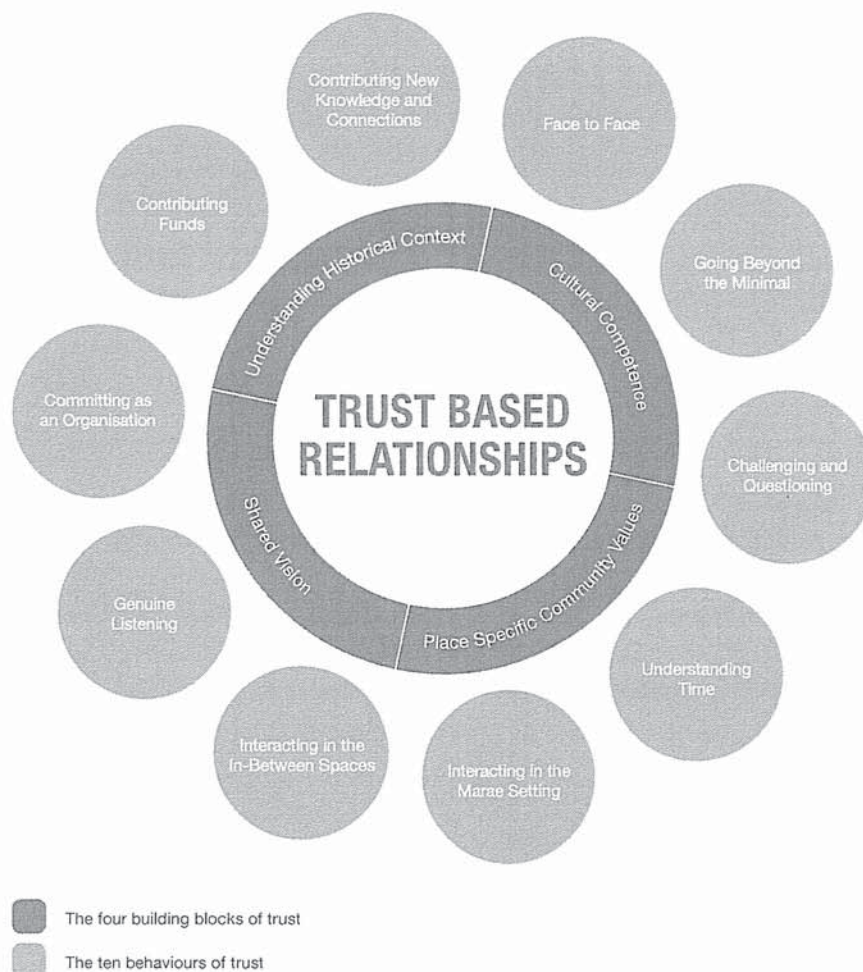 Contributing New
Knowledge and
Connections
Face to Face
Contributing
Funds
Going Beyond
the Minimal
Understanding Historical Context
Cultural Competence
Committing as
an Organisation
TRUST BASED
RELATIONSHIPS
Challenging and
Questioning
Shared Vision
Place Specific Community Values
Genuine
Listening
Understanding
Time
Interacting in the
In-Between Spaces
Interacting in the
Marae Setting
The four building blocks of trust
The ten behaviours of trust